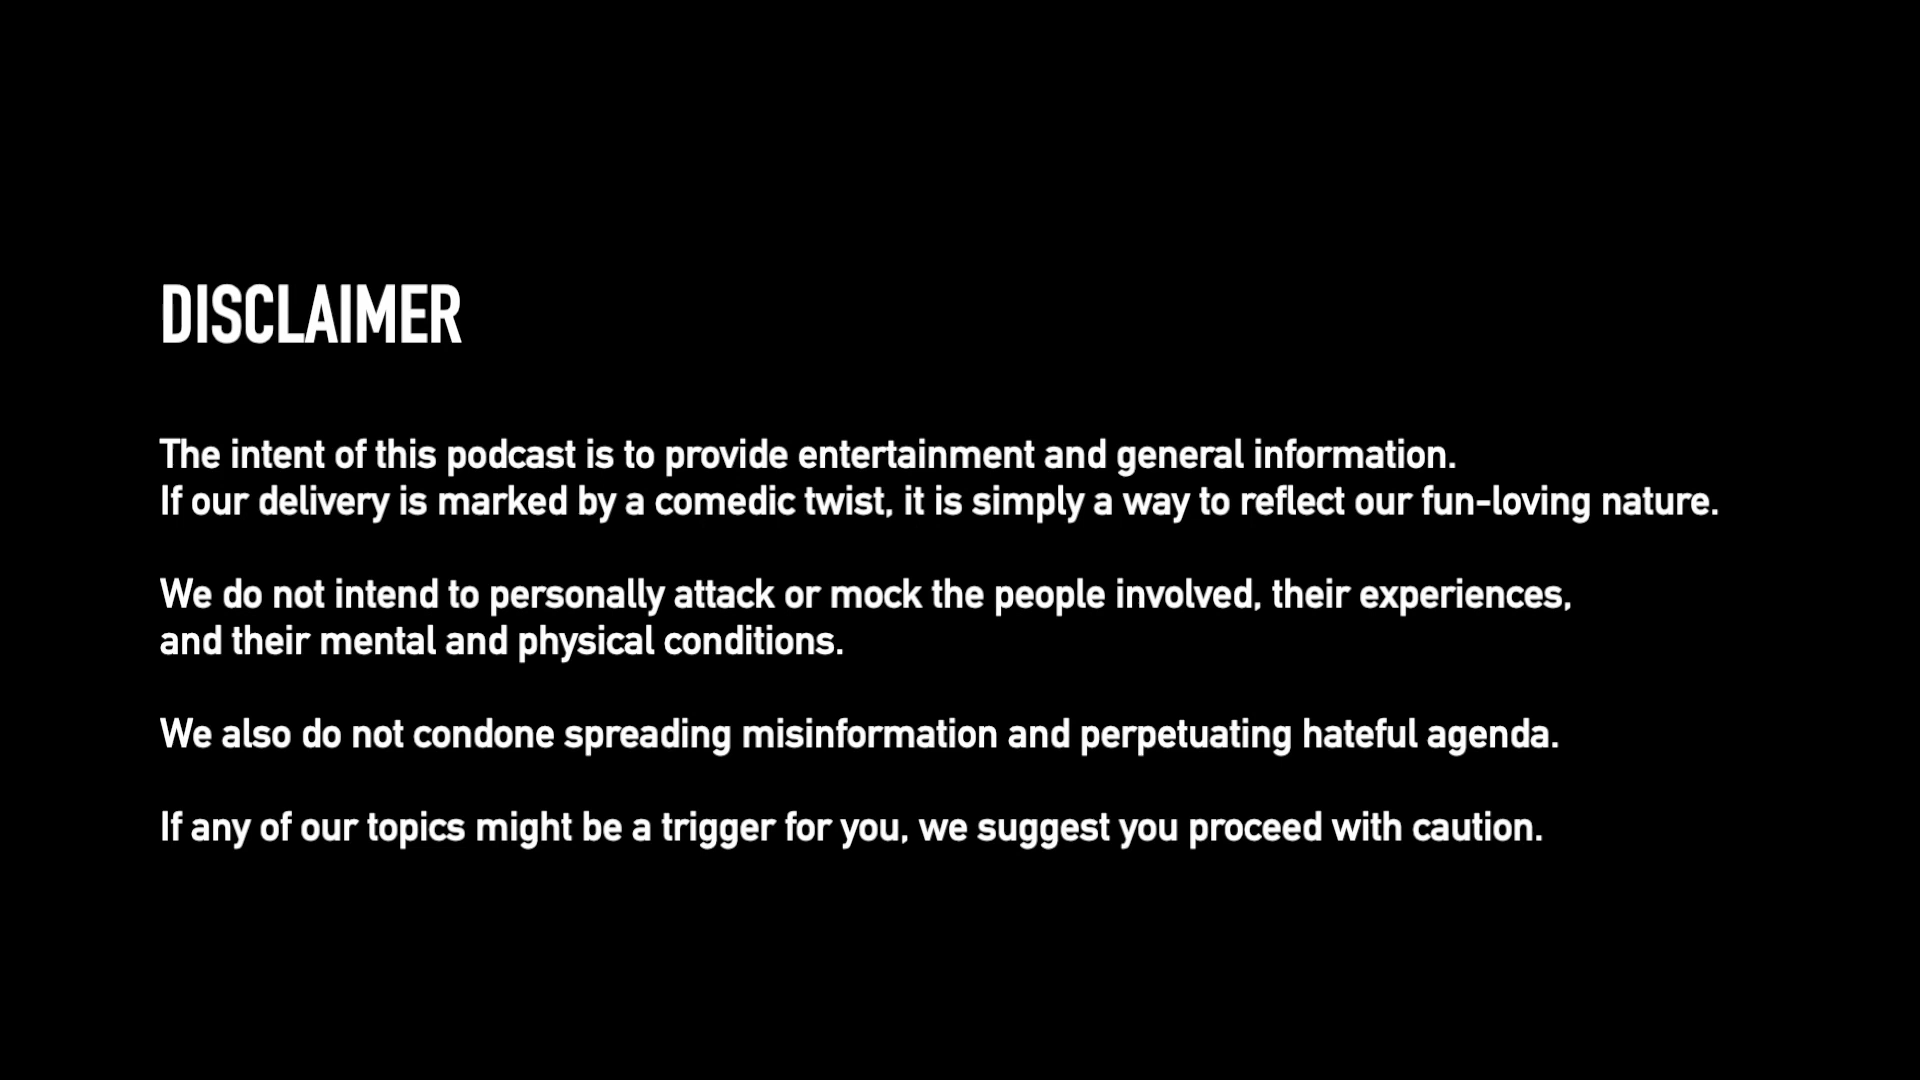 DISCLAIMER
The intent of this podcast is to provide entertainment and general information.
If our delivery is marked by a comedic twist, it is simply a way to reflect our fun-loving nature.
We do not intend to personally attack or mock the people involved, their experiences,
and their mental and physical conditions.
We also do not condone spreading misinformation and perpetuating hateful agenda.
If any of our topics might be a trigger for you, we suggest you proceed with caution.